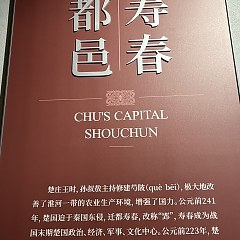 寿春
都邑
CHU'S CAPITAL
SHOUCHUN
楚庄王时，孙叔敖主持修建芍陂(què bēi)，极大地改
善了淮河一带的农业生产环境，增强了国力。公元前241
年，楚国迫于秦国东侵，迁都寿春，改称“郢”，寿春成为战
国末期楚国政治、经济、军事、文化中心。公元前223年，楚